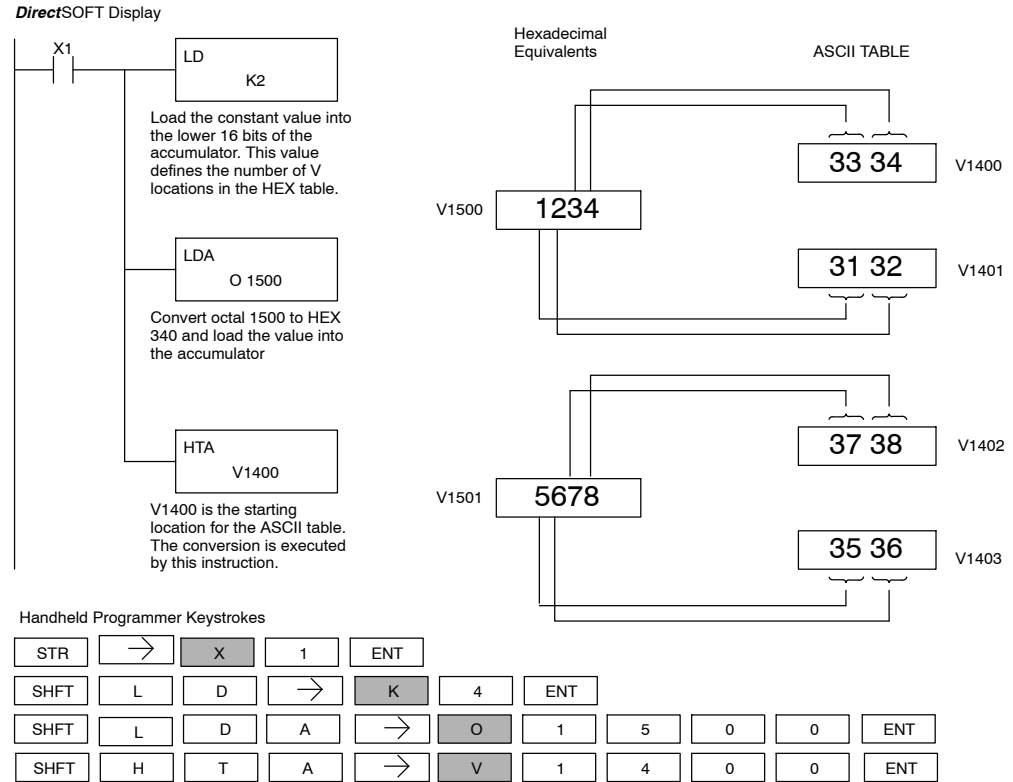 DirectSOFT Display
X1
LD
K2
Load the constant value into
the lower 16 bits of the
accumulator. This value
defines the number of V
locations in the HEX table.
LDA
O 1500
Convert octal 1500 to HEX
340 and load the value into
the accumulator
HTA
V1400
V1400 is the starting
location for the ASCII table.
The conversion is executed
by this instruction.
Hexadecimal
Equivalents
ASCII TABLE
33 34 V1400
V1500 1234
31 32 V1401
37 38 V1402
V1501 5678
35 36 V1403
Handheld Programmer Keystrokes
STR → X 1 ENT
SHFT L D → K 4 ENT
SHFT L D A → O 1 5 0 0 ENT
SHFT H T A → V 1 4 0 0 ENT